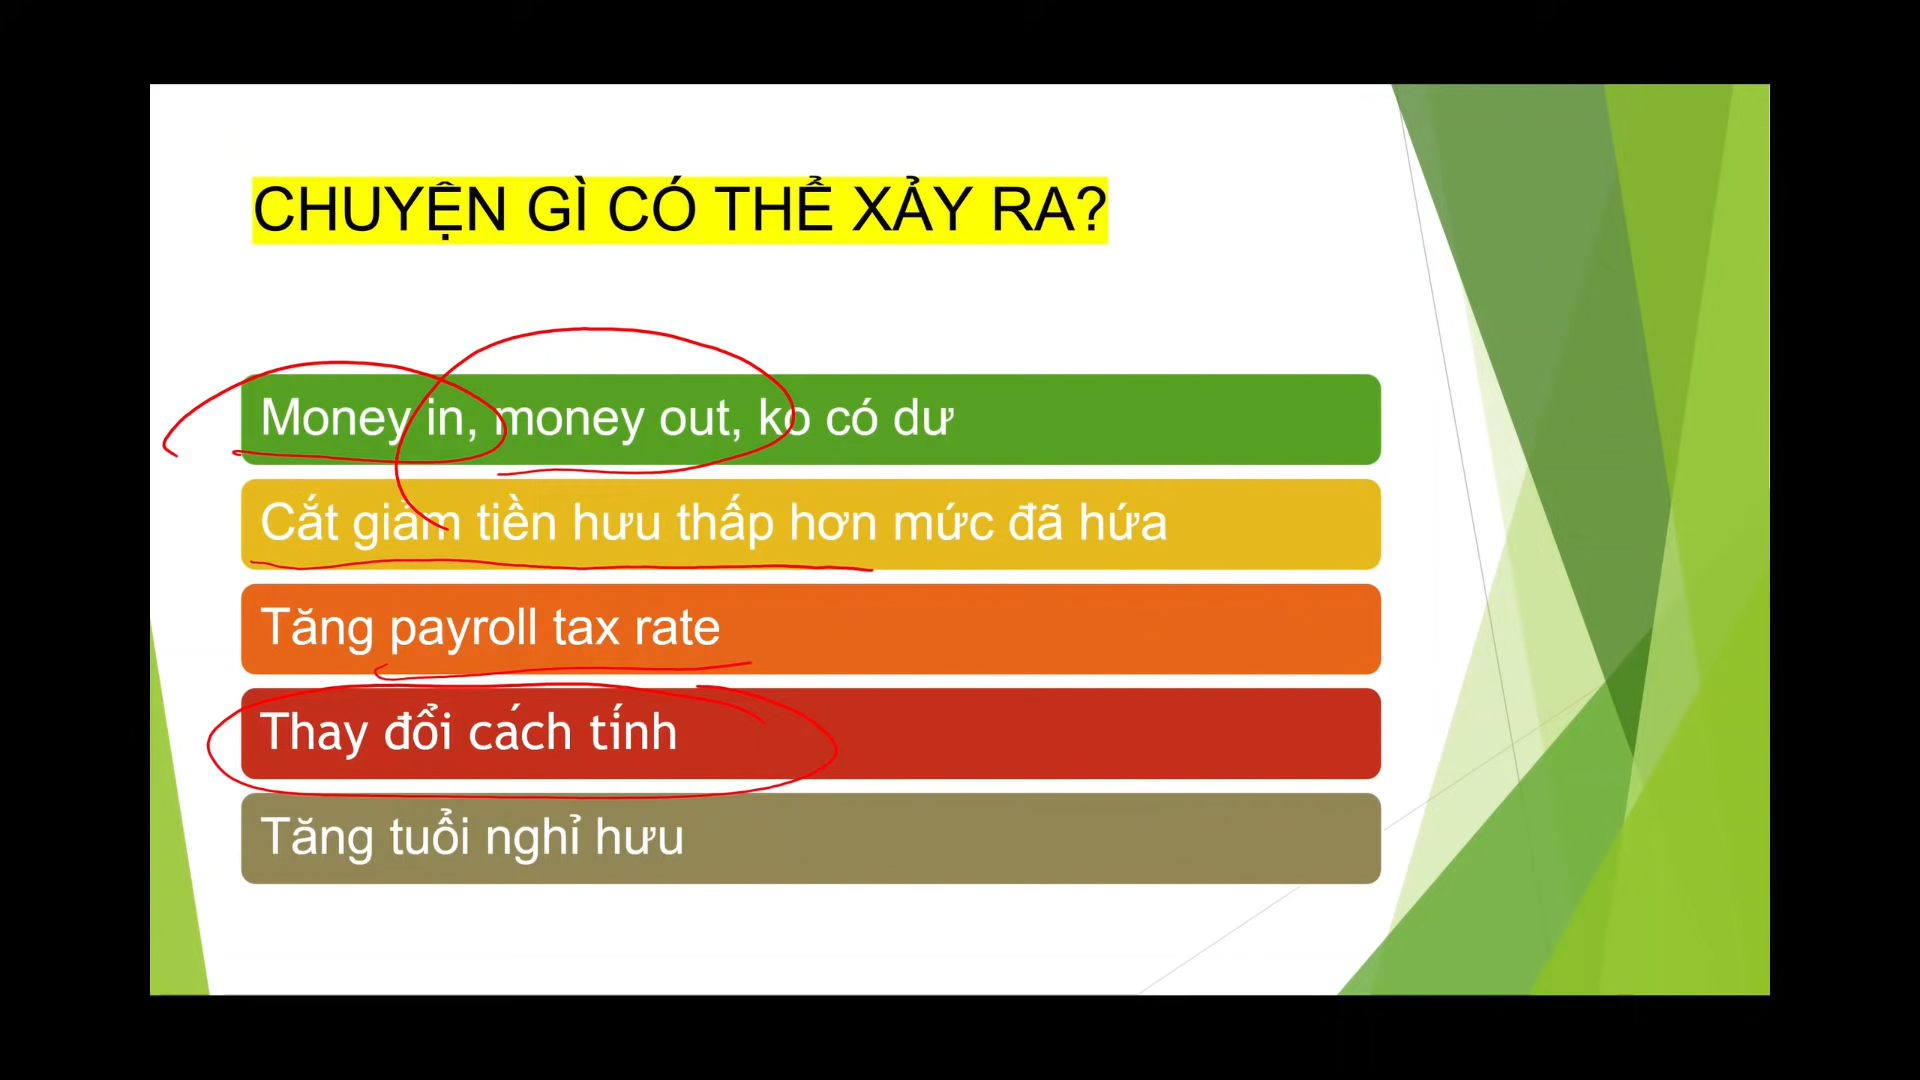 CHUYỆN GÌ CÓ THỂ XẢY RA?
Money in, money out, ko có dư
Cắt giảm tiền hưu thấp hơn mức đã hứa
Tăng payroll tax rate
Thay đổi cách tính
Tăng tuổi nghỉ hưu